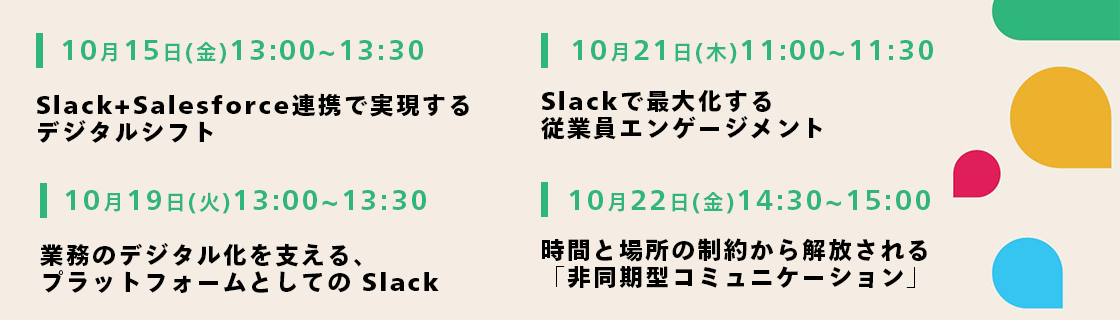 10月15日(金)13:00~13:30
Slack+Salesforce連携で実現する
デジタルシフト
10月19日(火)13:00~13:30
業務のデジタル化を支える、
プラットフォームとしての Slack
10月21日(木)11:00~11:30
Slackで最大化する
従業員エンゲージメント
10月22日(金)14:30~15:00
時間と場所の制約から解放される
「非同期型コミュニケーション」